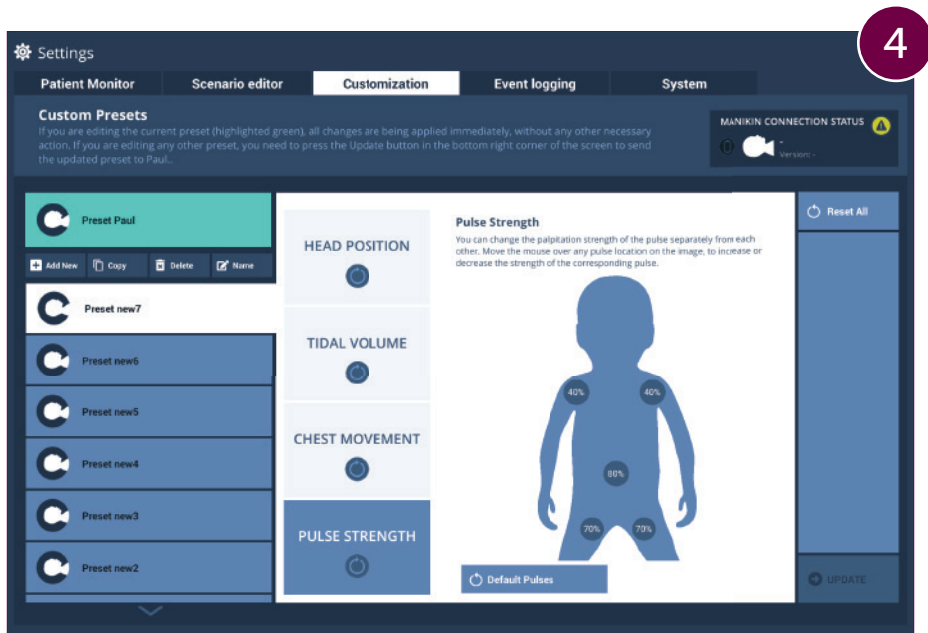 4
Settings
Patient Monitor
Scenario editor
Customization
Event logging
System
Custom Presets
If you are editing the current preset (highlighted green), all changes are being applied immediately, without any other necessary
action. If you are editing any other preset, you need to press the Update button in the bottom right corner of the screen to send
the updated preset to Paul..
MANIKIN CONNECTION STATUS
0
-
Version: -
Preset Paul
Add New
Copy
Delete
Name
Preset new7
Preset new6
Preset new5
Preset new4
Preset new3
Preset new2
HEAD POSITION
TIDAL VOLUME
CHEST MOVEMENT
PULSE STRENGTH
Pulse Strength
You can change the palpitation strength of the pulse separately from each
other. Move the mouse over any pulse location on the image, to increase or
decrease the strength of the corresponding pulse.
40%
40%
80%
70%
70%
Default Pulses
Reset All
UPDATE